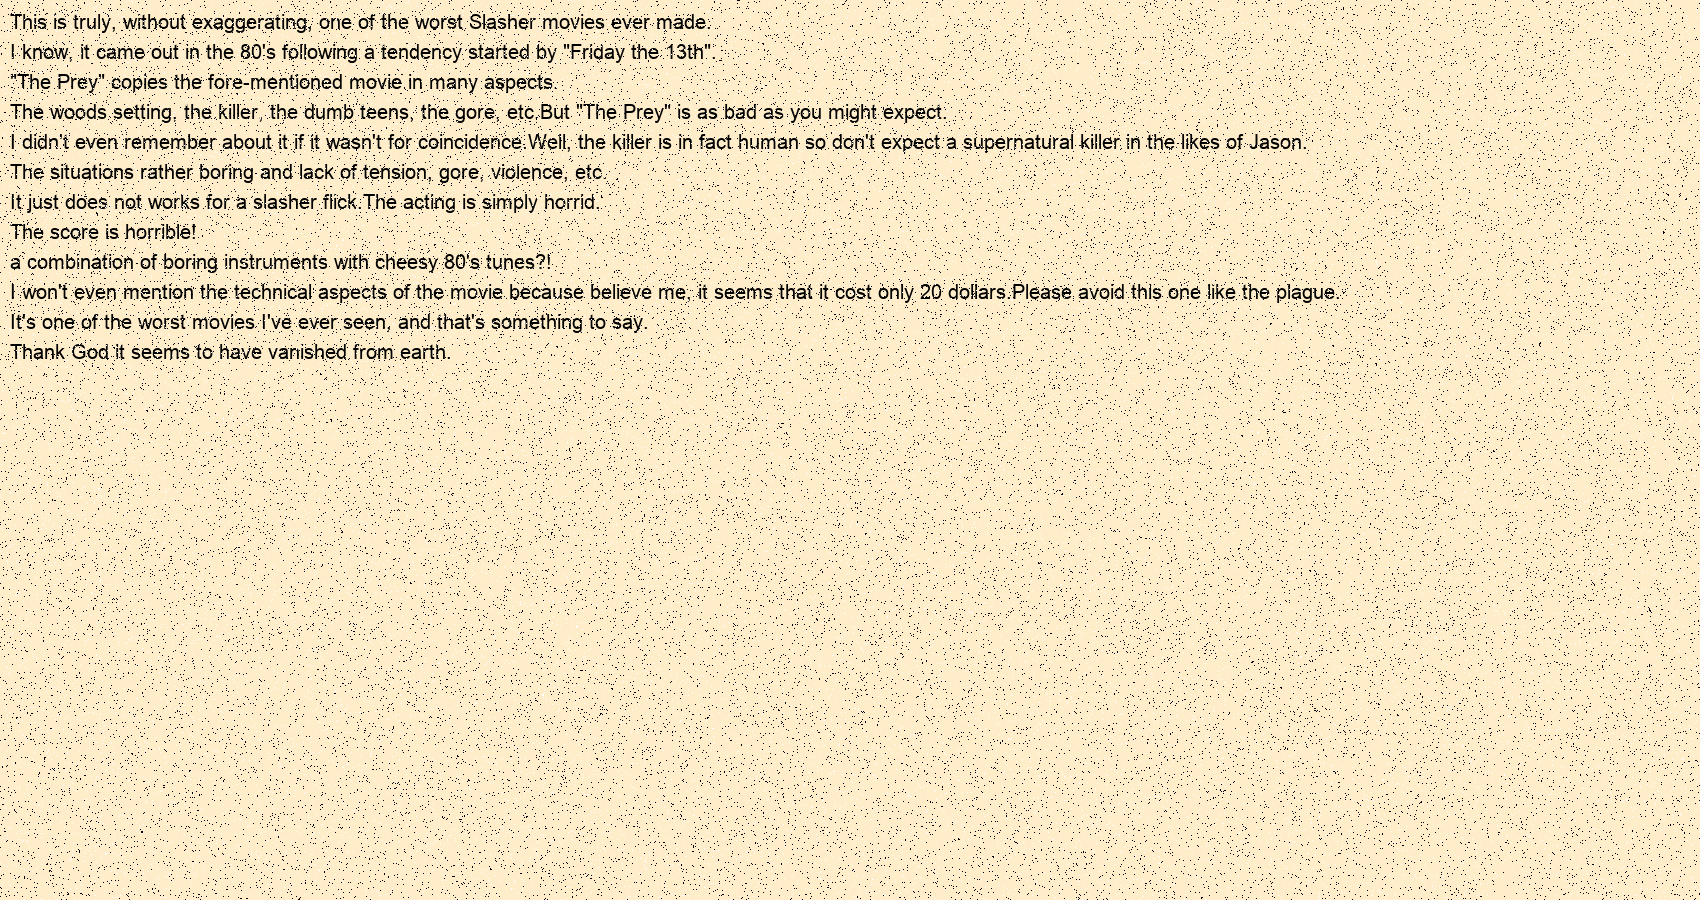 This is truly, without exaggerating, one of the worst Slasher movies ever made.
I know, it came out in the 80's following a tendency started by "Friday the 13th".
"The Prey" copies the fore-mentioned movie in many aspects.
The woods setting, the killer, the dumb teens, the gore, etc.But "The Prey" is as bad as you might expect.
I didn't even remember about it if it wasn't for coincidence.Well, the killer is in fact human so don't expect a supernatural killer in the likes of Jason.
The situations rather boring and lack of tension, gore, violence, etc.
It just does not works for a slasher flick.The acting is simply horrid.
The score is horrible!
a combination of boring instruments with cheesy 80's tunes?!
I won't even mention the technical aspects of the movie because believe me, it seems that it cost only 20 dollars.Please avoid this one like the plague.
It's one of the worst movies I've ever seen, and that's something to say.
Thank God it seems to have vanished from earth.